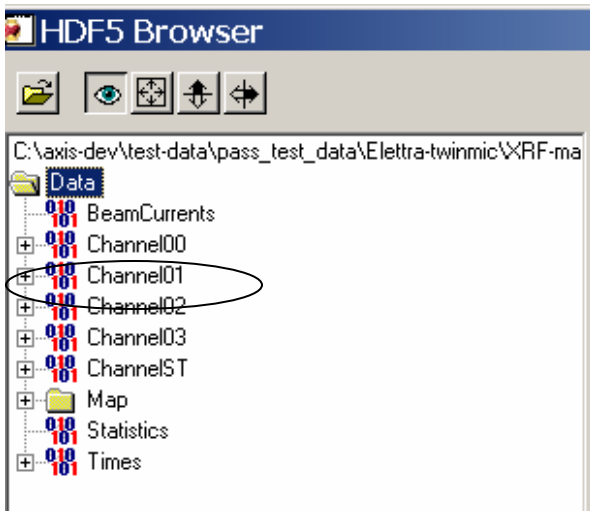 HDF5 Browser
C:\axis-dev\test-data\pass_test_data\Elettra-twinmic\XRF-ma
Data
BeamCurrents
Channel00
Channel01
Channel02
Channel03
ChannelST
Map
Statistics
Times